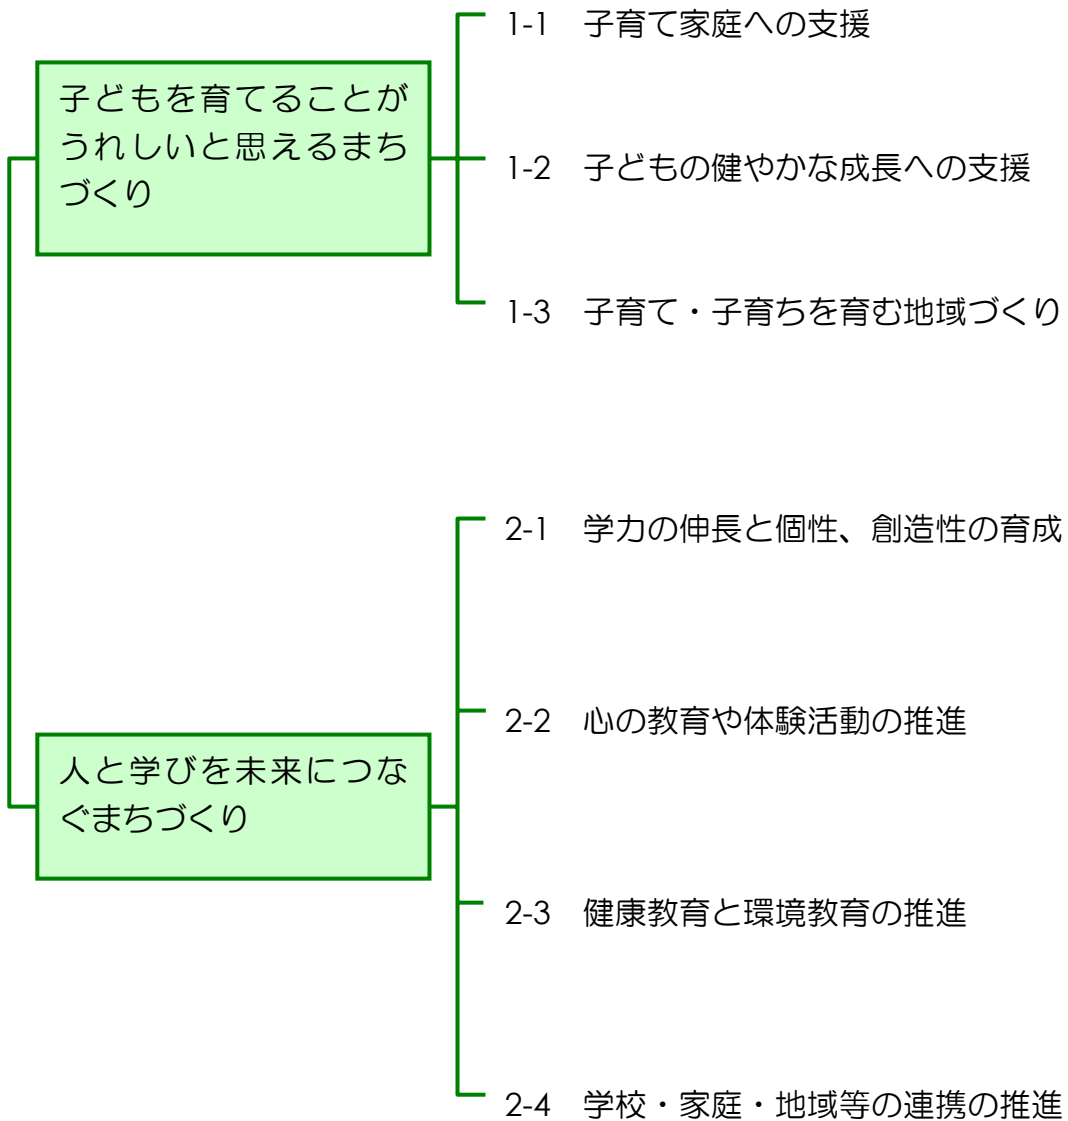 子どもを育てることが
うれしいと思えるまち
づくり
1-1 子育て家庭への支援
1-2 子どもの健やかな成長への支援
1-3 子育て・子育ちを育む地域づくり
人と学びを未来につな
ぐまちづくり
2-1 学力の伸長と個性、創造性の育成
2-2 心の教育や体験活動の推進
2-3 健康教育と環境教育の推進
2-4 学校・家庭・地域等の連携の推進